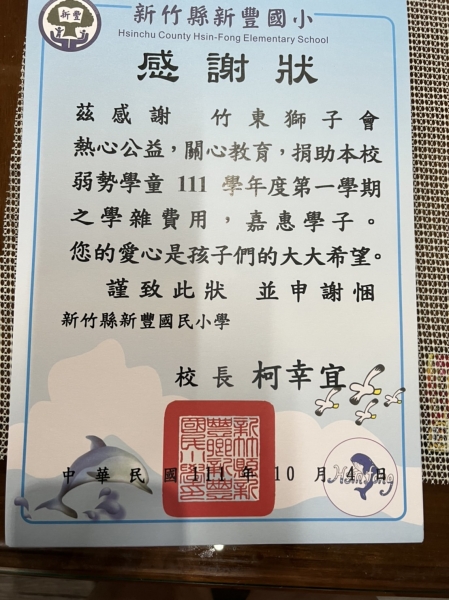 新豐
新竹縣新豐國小
Hsinchu County Hsin-Fong Elementary School
感謝狀
茲感謝 竹東獅子會
熱心公益，關心教育，捐助本校
弱勢學童 111 學年度第一學期
之學雜費用，嘉惠學子。
您的愛心是孩子們的大大希望。
謹致此狀 並申謝悃
新竹縣新豐國民小學
校長 柯幸宜
中華民國 111 年 10 月 4 日